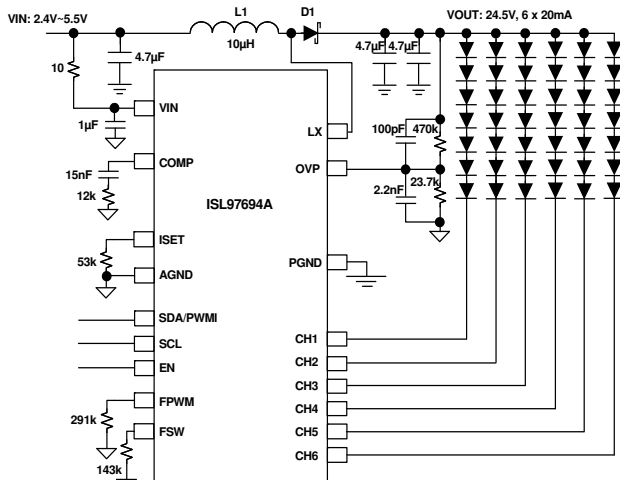 VIN: 2.4V~5.5V
L1
10µH
D1
VOUT: 24.5V, 6 x 20mA
10
4.7µF
4.7µF 4.7µF
1µF
VIN
LX
100pF 470k
COMP
15nF
12k
OVP
23.7k
2.2nF
ISL97694A
ISET
53k
AGND
PGND
SDA/PWMI
SCL
EN
FPWM
291k
FSW
143k
CH1
CH2
CH3
CH4
CH5
CH6